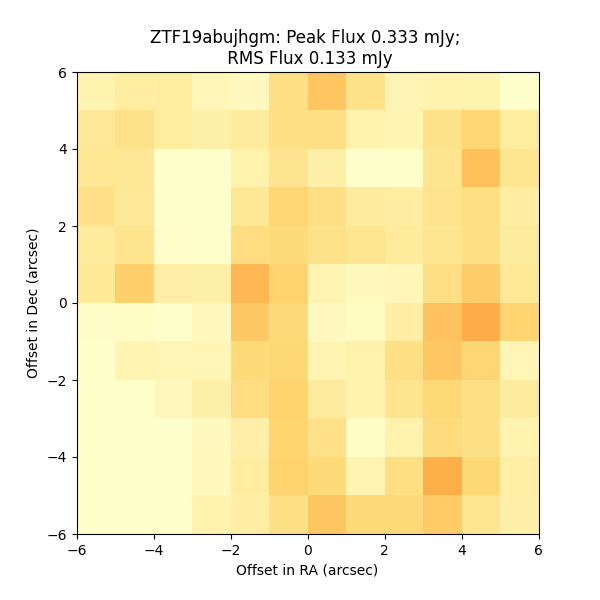 ZTF19abujhgm: Peak Flux 0.333 mJy;
RMS Flux 0.133 mJy
6
4
2
0
−2
−4
−6
Offset in Dec (arcsec)
−6 −4 −2 0 2 4 6
Offset in RA (arcsec)